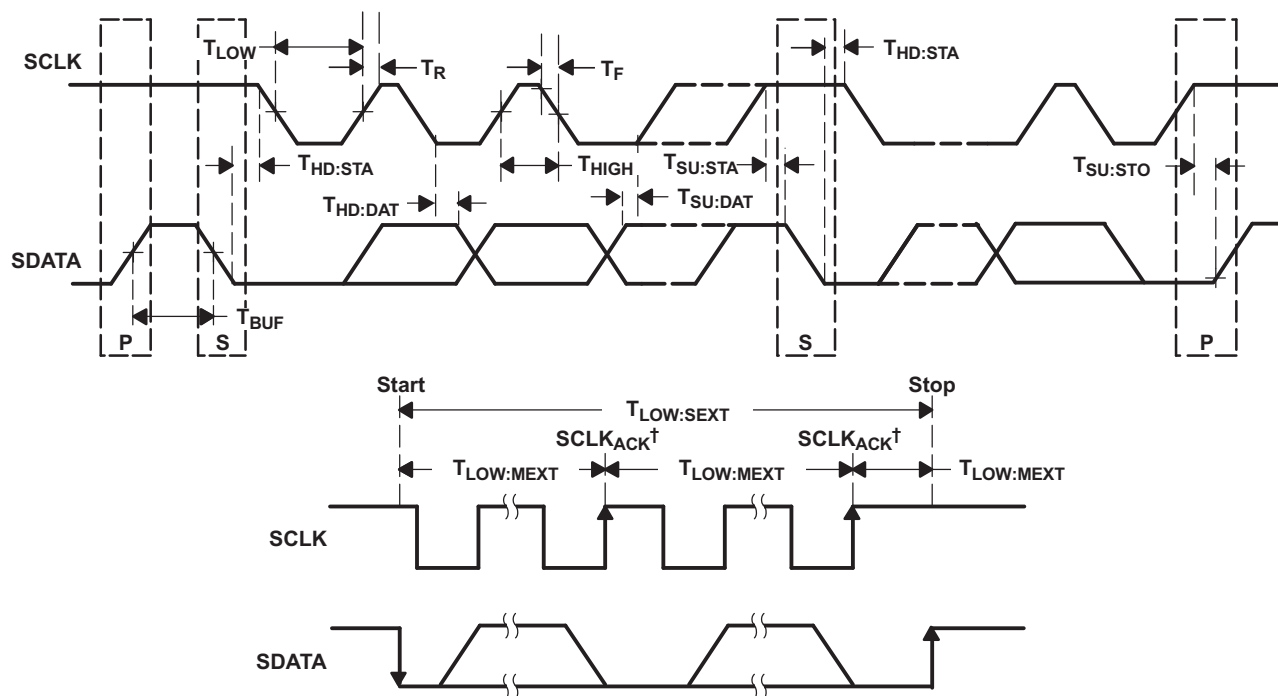 SCLK
T_LOW
T_R
T_F
T_HD:STA
T_HD:STA
T_HIGH
T_SU:STA
T_SU:STO
T_HD:DAT
T_SU:DAT
SDATA
T_BUF
P
S
S
P
Start
Stop
T_LOW:SEXT
SCLK_ACK†
SCLK_ACK†
T_LOW:MEXT
T_LOW:MEXT
T_LOW:MEXT
SCLK
SDATA